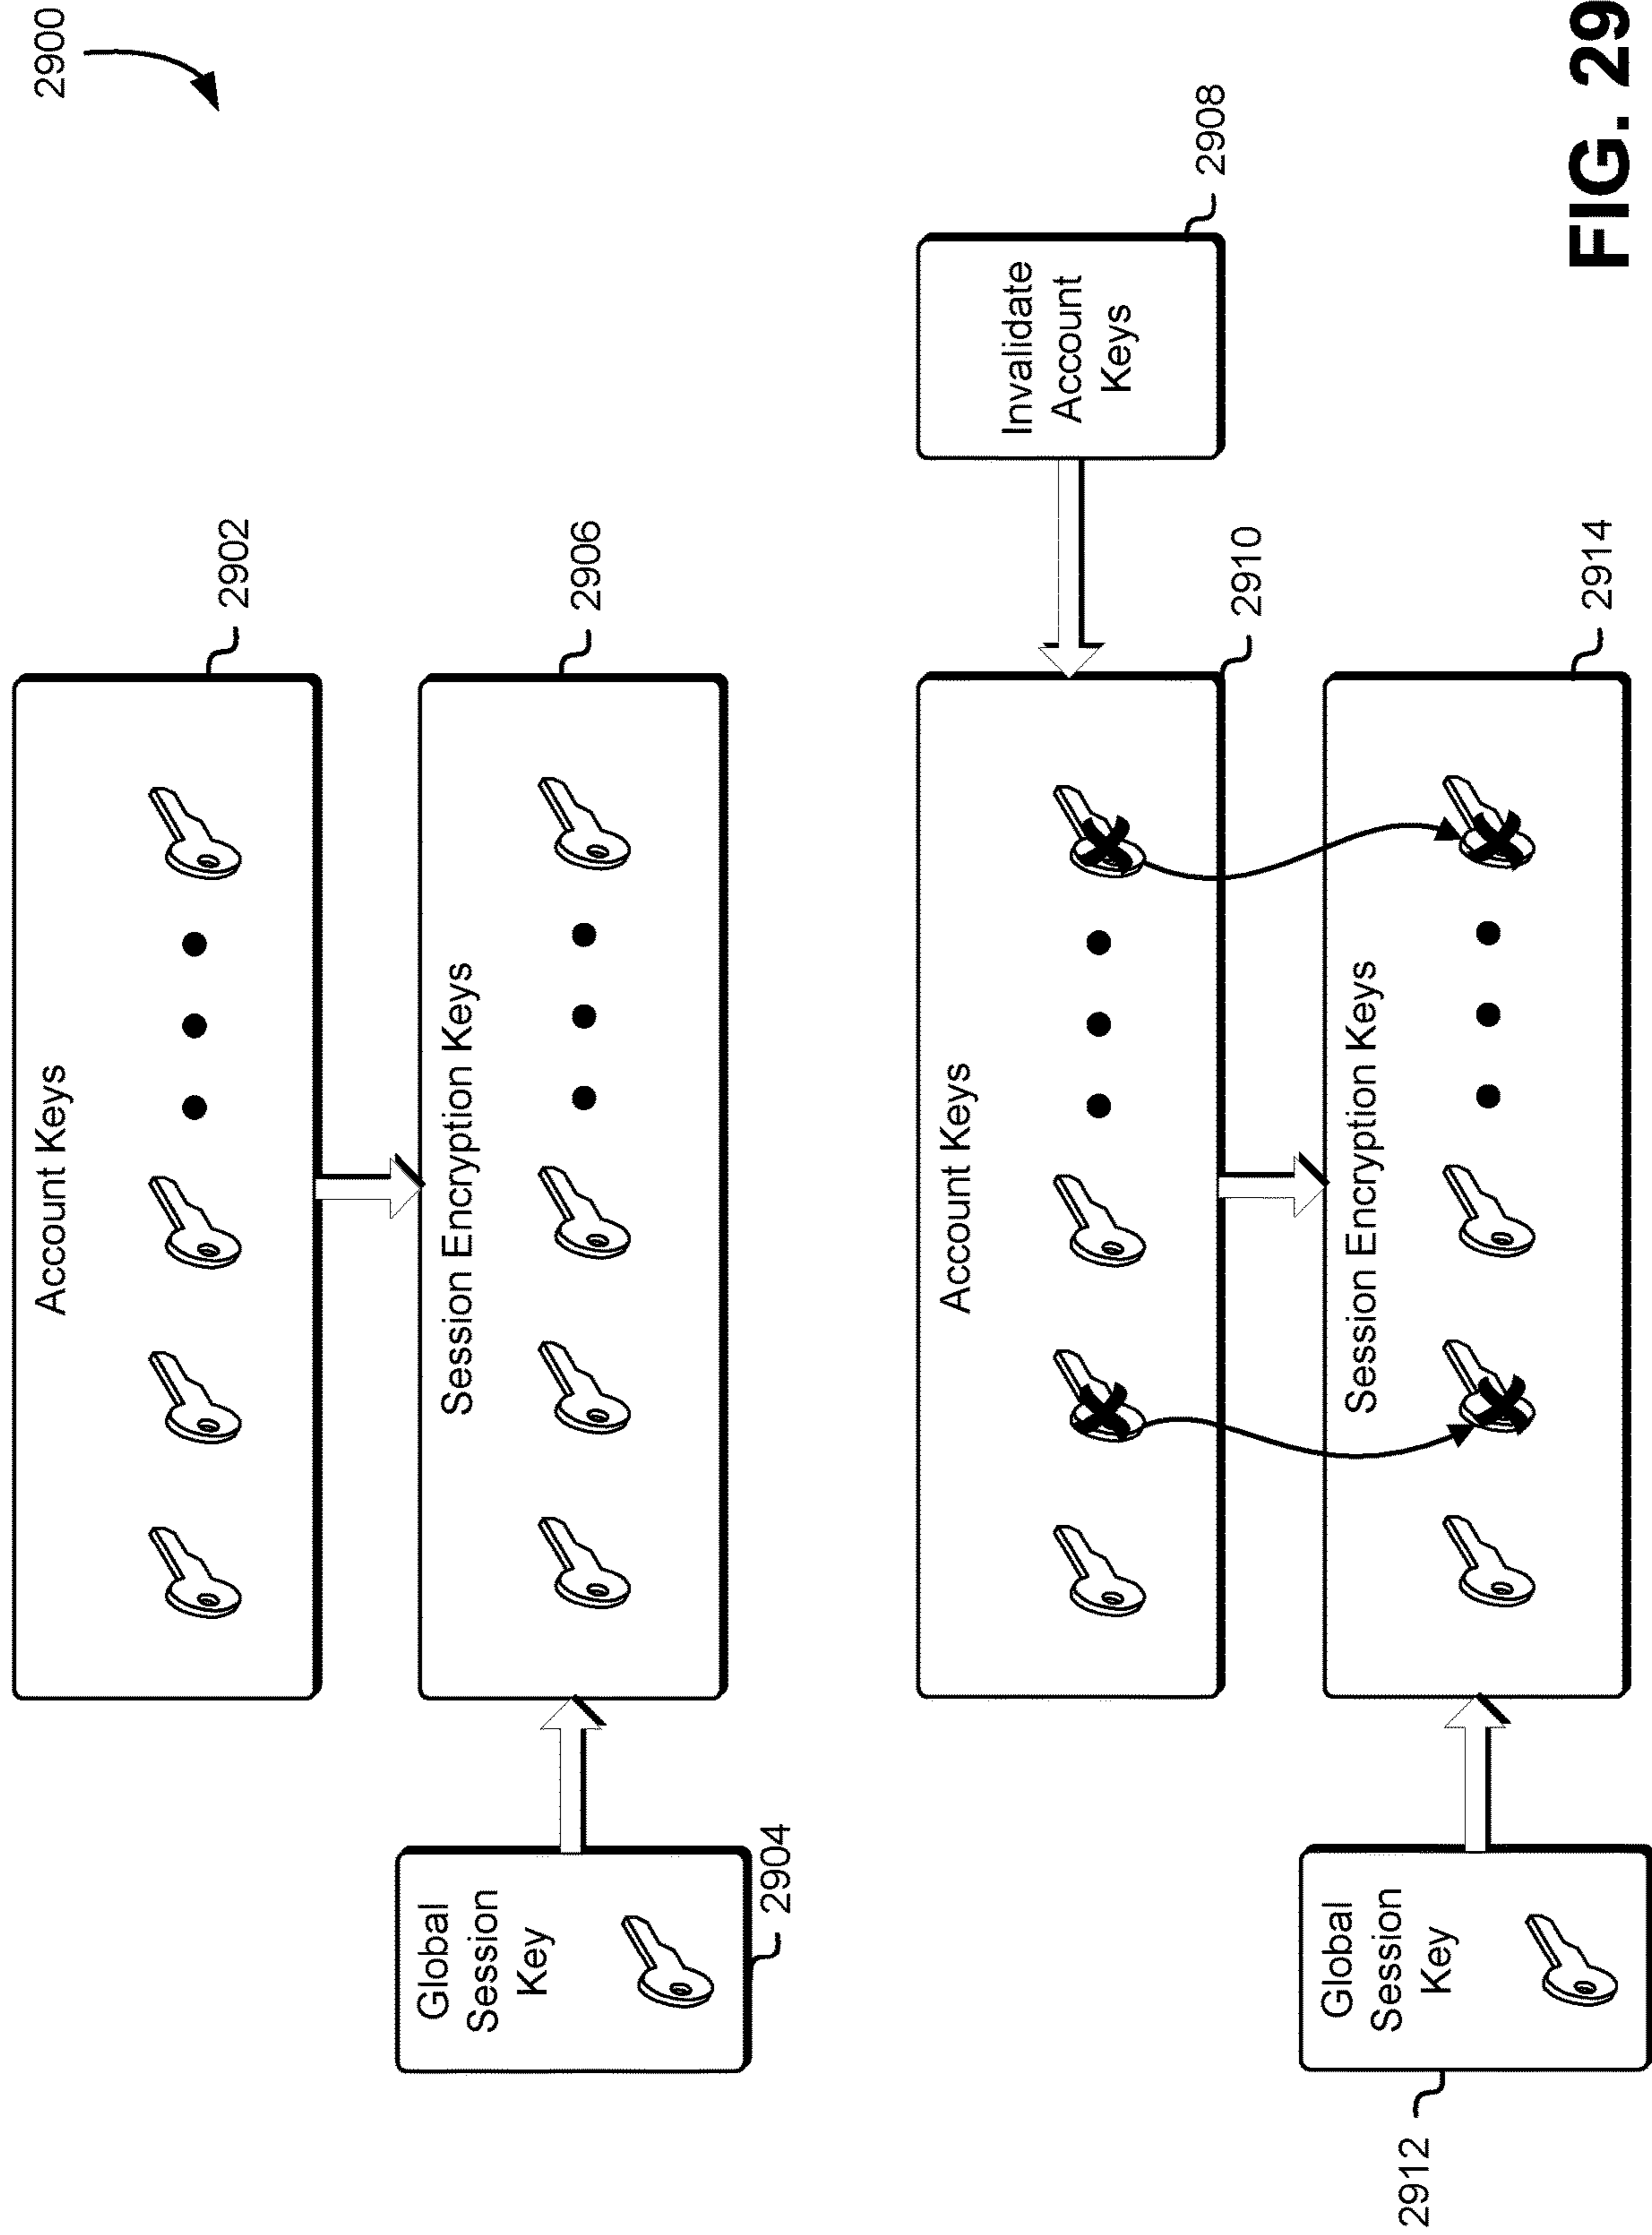 2900
Account Keys
2902
Global
Session
Key
2904
Session Encryption Keys
2906
Account Keys
2910
Invalidate
Account
Keys
2908
Global
Session
Key
2912
Session Encryption Keys
2914
FIG. 29